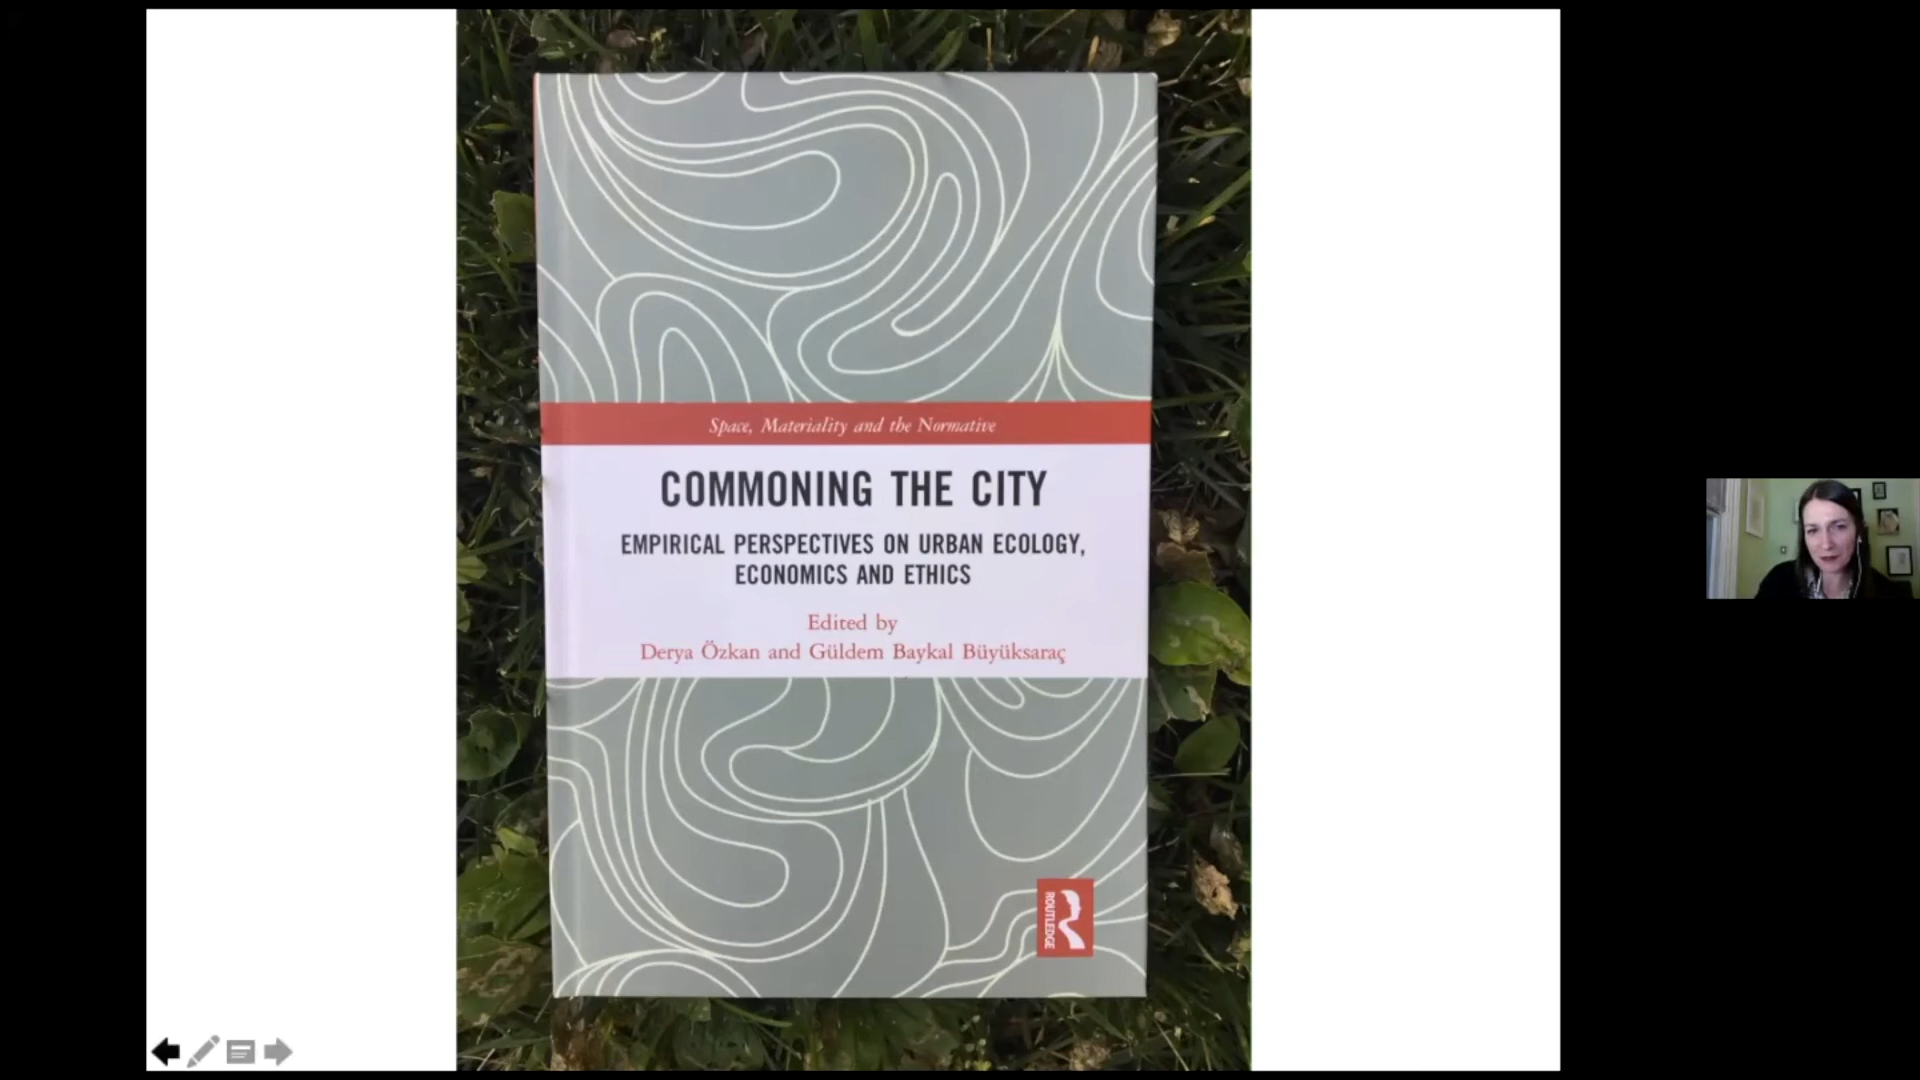 Space, Materiality and the Normative
COMMONING THE CITY
EMPIRICAL PERSPECTIVES ON URBAN ECOLOGY,
ECONOMICS AND ETHICS
Edited by
Derya Özkan and Güldem Baykal Büyüksaraç
ROUTLEDGE